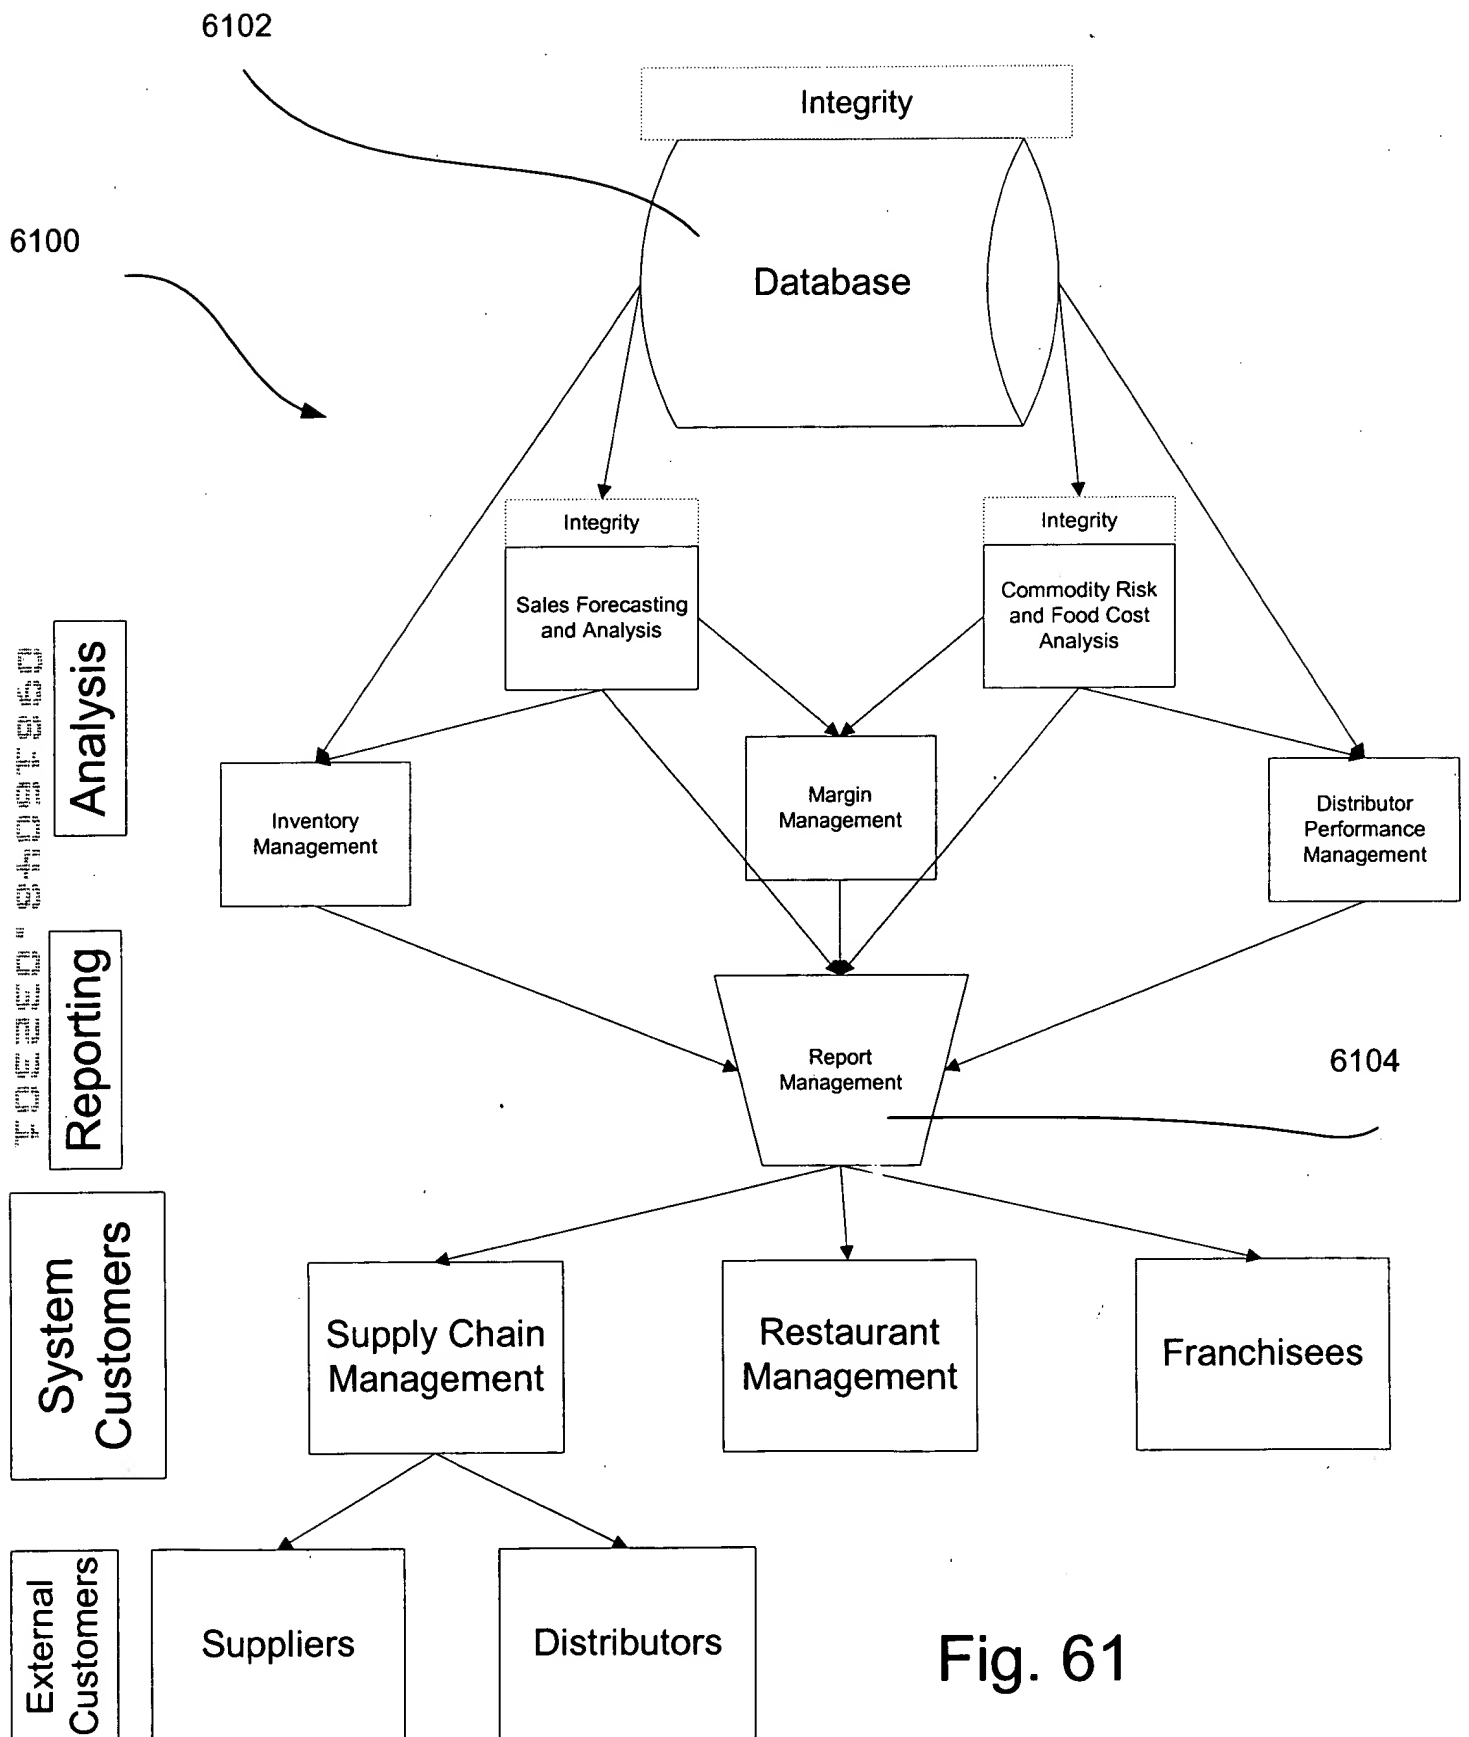 6102
Integrity
6100
Database
Integrity
Integrity
Sales Forecasting
and Analysis
Commodity Risk
and Food Cost
Analysis
Analysis
Inventory
Management
Margin
Management
Distributor
Performance
Management
Reporting
Report
Management
6104
System
Customers
Supply Chain
Management
Restaurant
Management
Franchisees
External
Customers
Suppliers
Distributors
Fig. 61